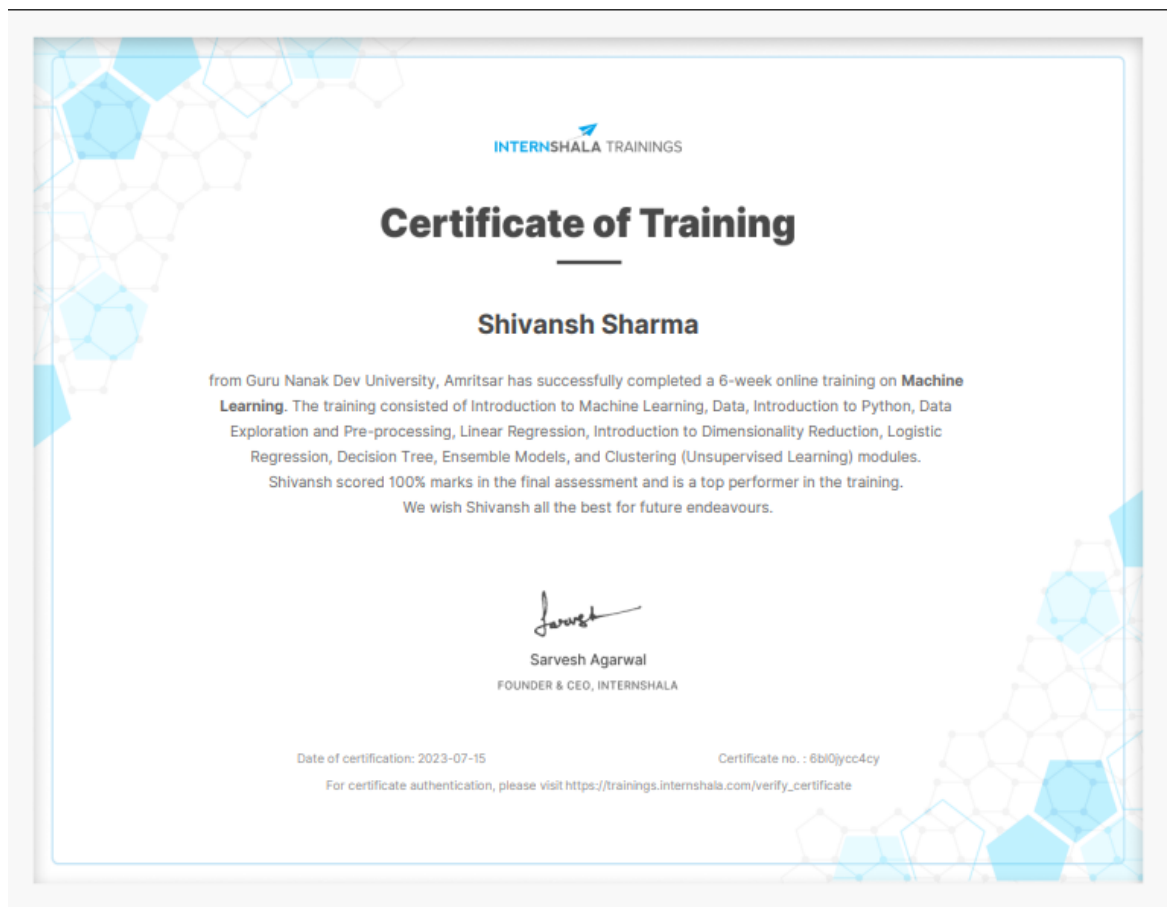 INTERNSHALA TRAININGS
Certificate of Training
Shivansh Sharma
from Guru Nanak Dev University, Amritsar has successfully completed a 6-week online training on Machine
Learning. The training consisted of Introduction to Machine Learning, Data, Introduction to Python, Data
Exploration and Pre-processing, Linear Regression, Introduction to Dimensionality Reduction, Logistic
Regression, Decision Tree, Ensemble Models, and Clustering (Unsupervised Learning) modules.
Shivansh scored 100% marks in the final assessment and is a top performer in the training.
We wish Shivansh all the best for future endeavours.
Sarvesh
Sarvesh Agarwal
FOUNDER & CEO, INTERNSHALA
Date of certification: 2023-07-15 Certificate no. : 6bl0jycc4cy
For certificate authentication, please visit https://trainings.internshala.com/verify_certificate